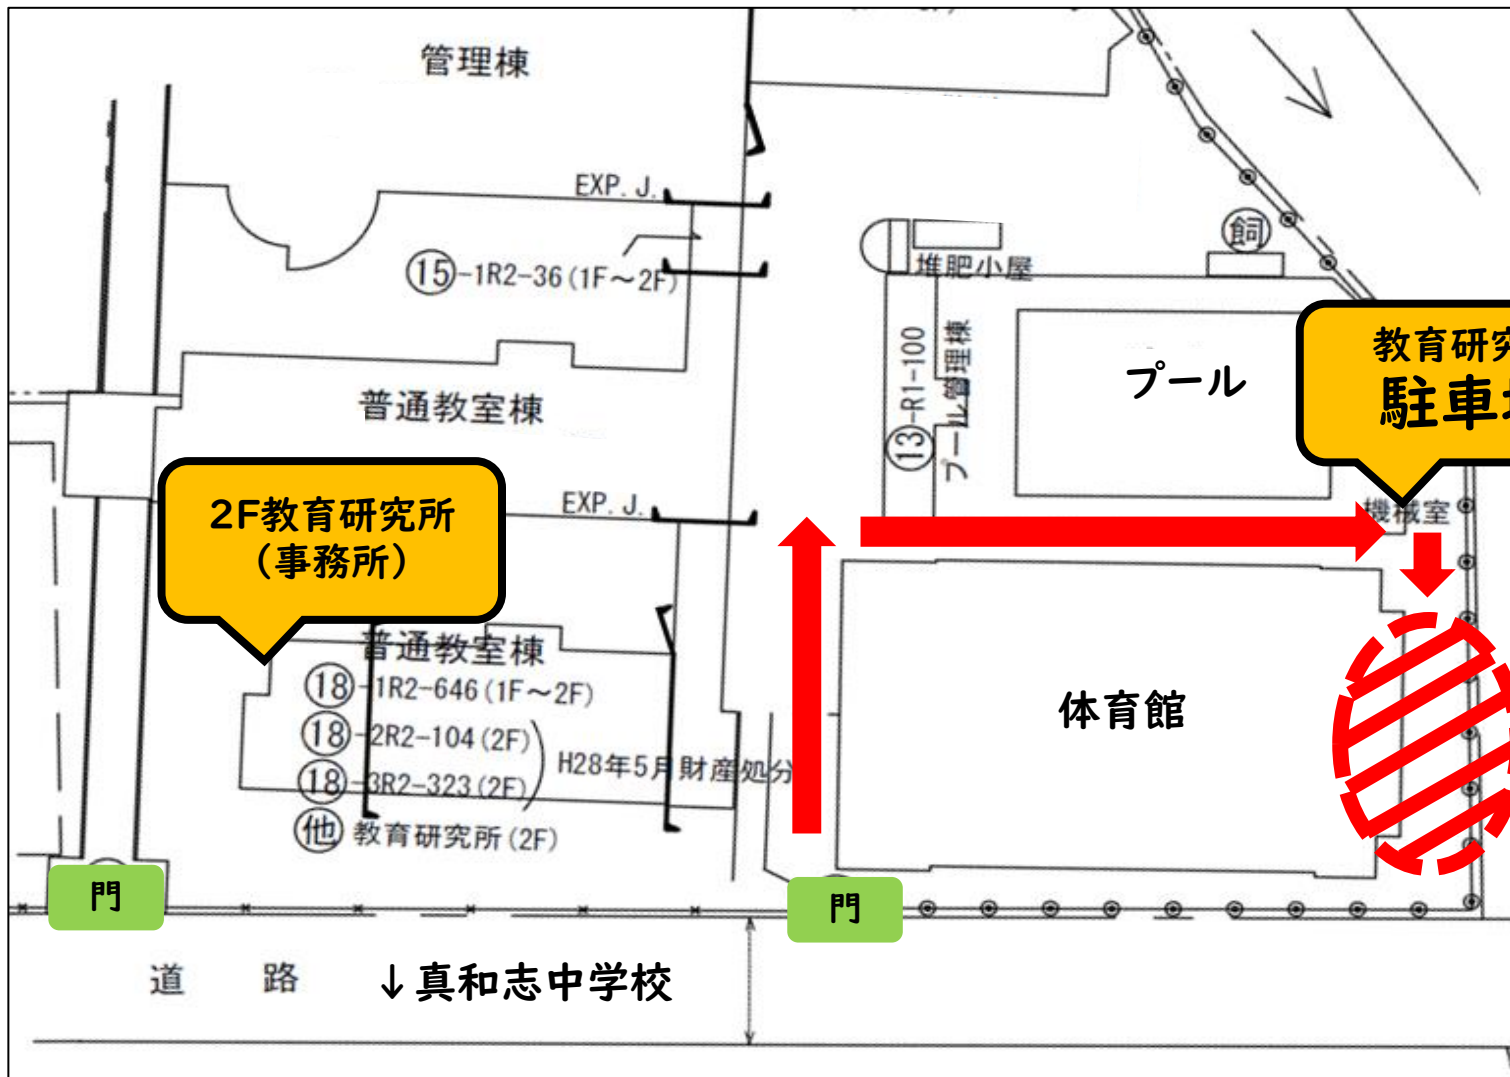 管理棟
EXP. J.
飼
⑮-1R2-36(1F～2F)
堆肥小屋
⑬-R1-100
プール管理棟
プール
教育研究
駐車
普通教室棟
2F教育研究所
(事務所)
EXP. J.
機械室
普通教室棟
⑱-1R2-646(1F～2F)
⑱-2R2-104(2F)
⑱-3R2-323(2F)
H28年5月財産処分
他 教育研究所(2F)
体育館
門
門
道 路
↓真和志中学校